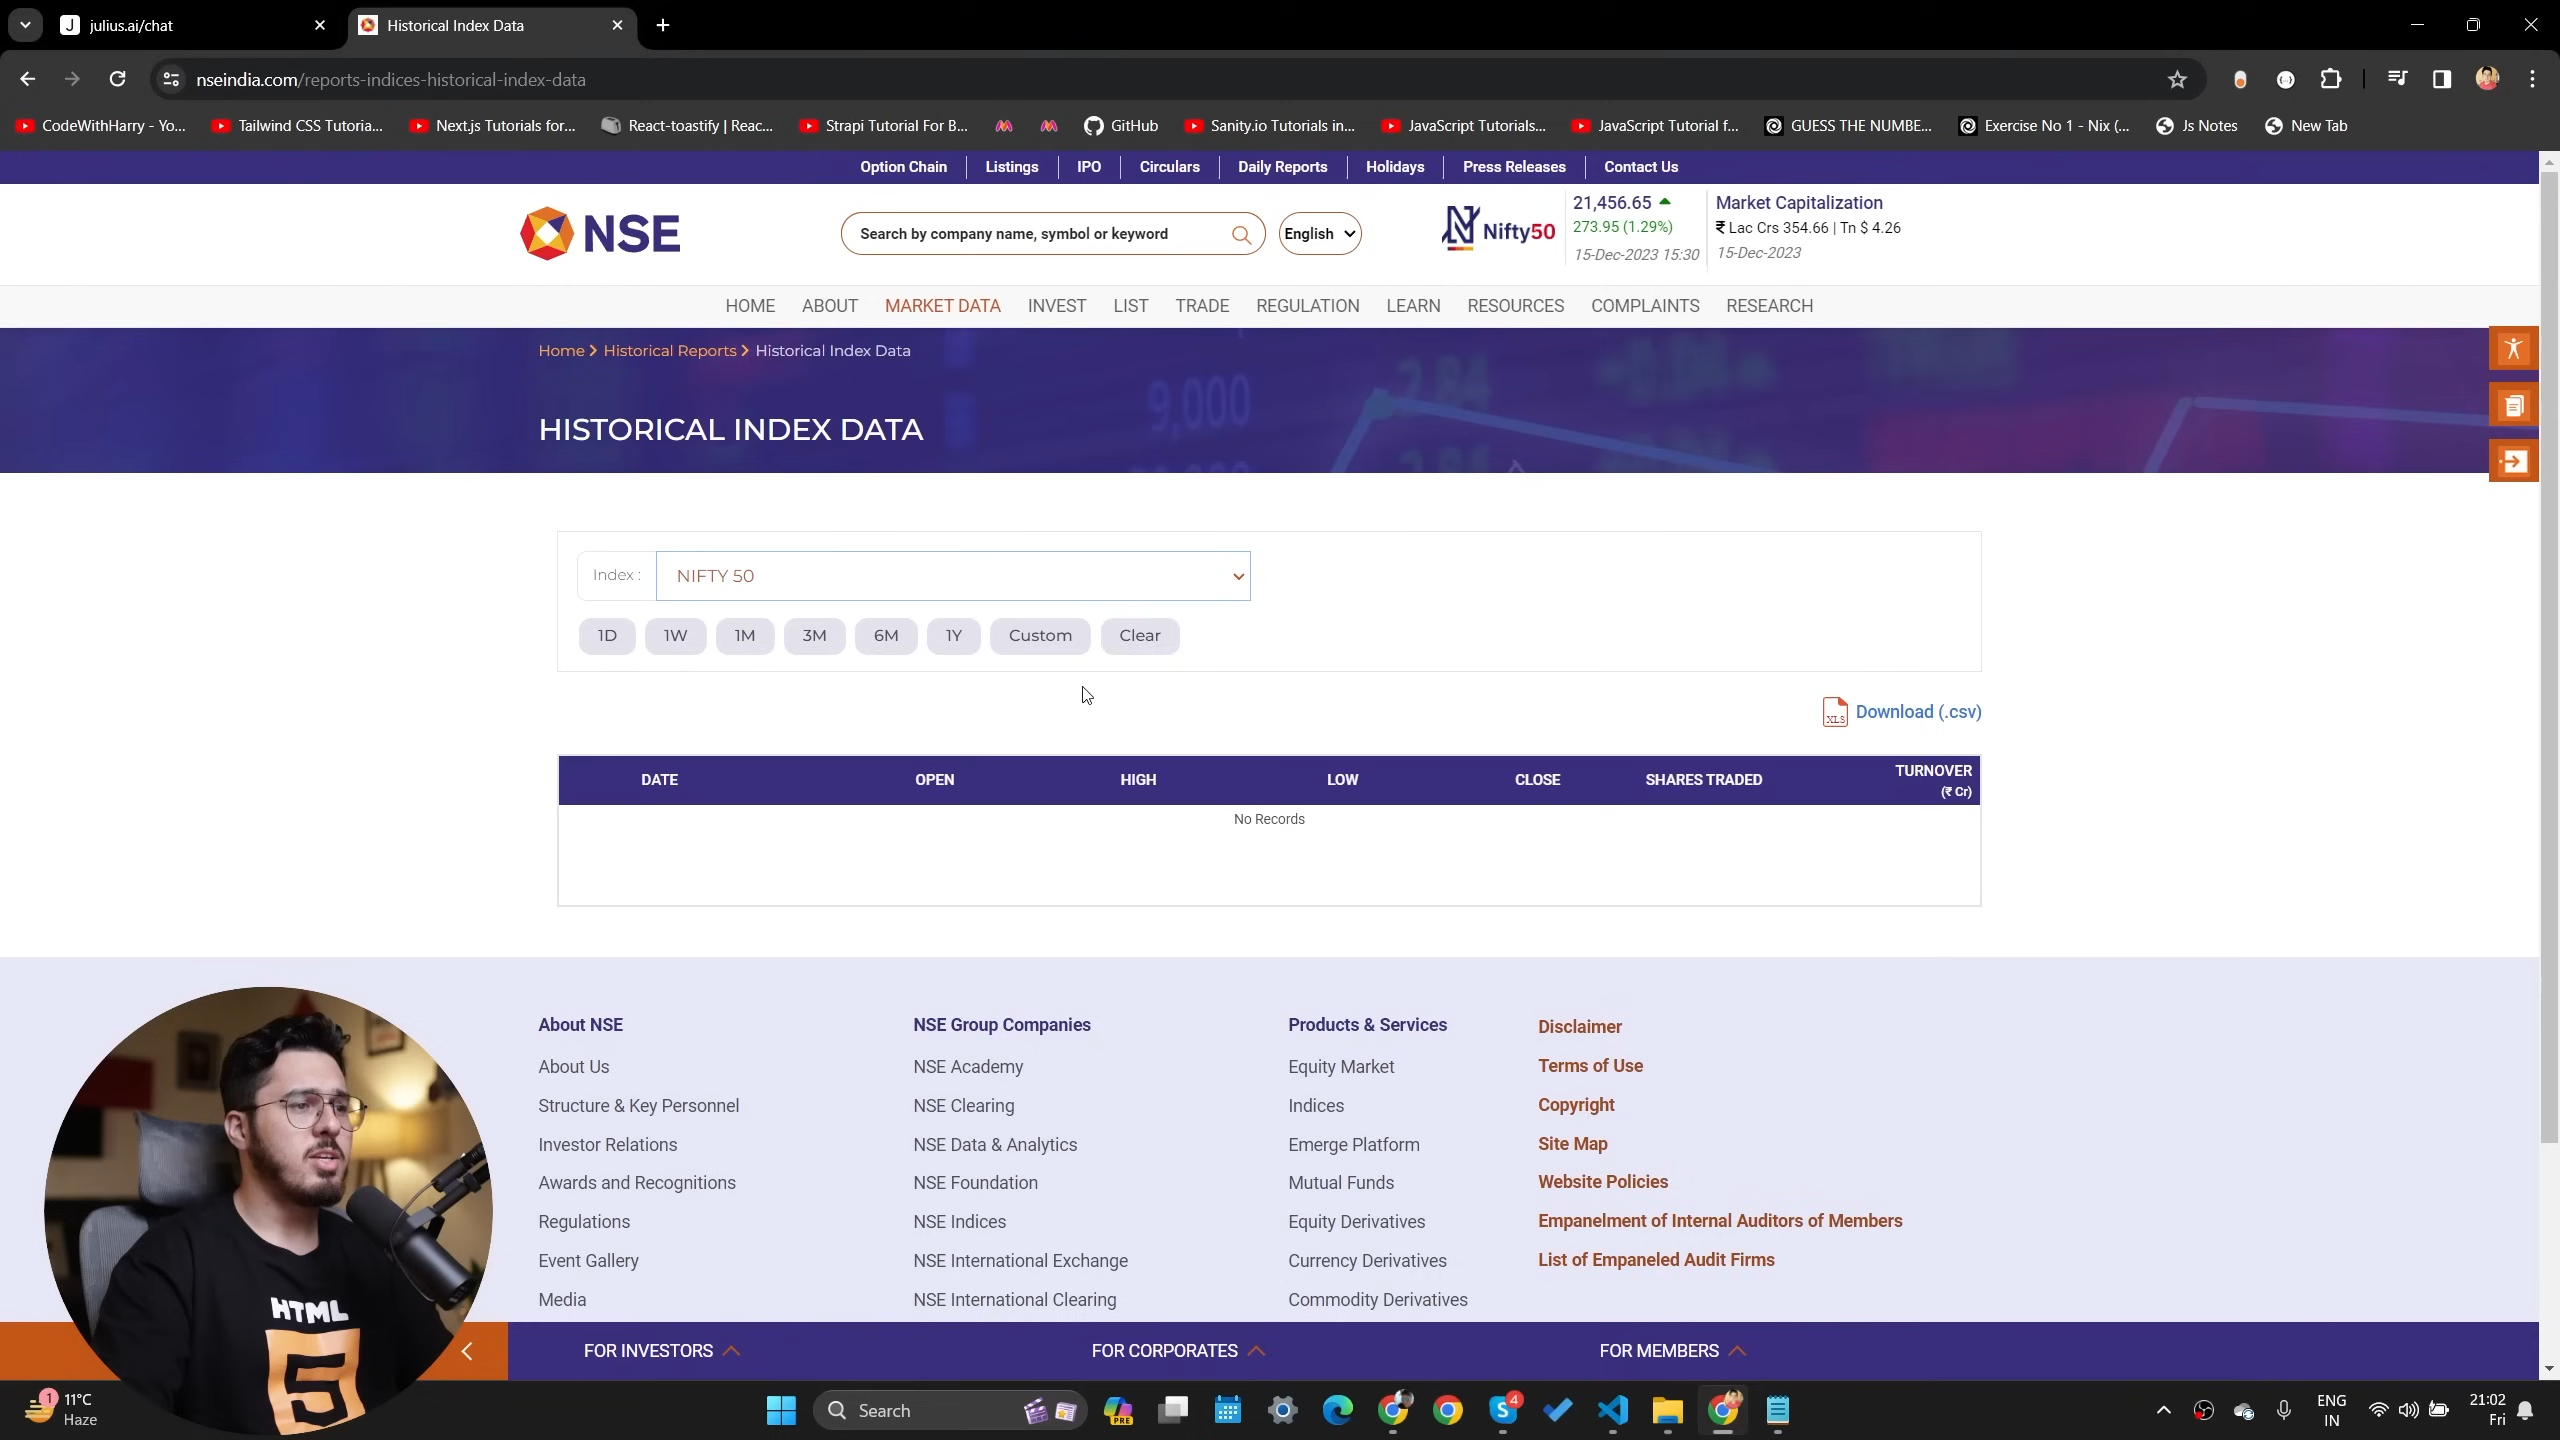 julius.ai/chat
Historical Index Data
nseindia.com/reports-indices-historical-index-data
CodeWithHarry - Yo...
Tailwind CSS Tutoria...
Next.js Tutorials for...
React-toastify | Reac...
Strapi Tutorial For B...
GitHub
Sanity.io Tutorials in...
JavaScript Tutorials...
JavaScript Tutorial f...
GUESS THE NUMBE...
Exercise No 1 - Nix (...
Js Notes
New Tab
Option Chain
Listings
IPO
Circulars
Daily Reports
Holidays
Press Releases
Contact Us
NSE
Search by company name, symbol or keyword
English
Nifty50
21,456.65
273.95 (1.29%)
15-Dec-2023 15:30
Market Capitalization
₹ Lac Crs 354.66 | Tn $ 4.26
15-Dec-2023
HOME
ABOUT
MARKET DATA
INVEST
LIST
TRADE
REGULATION
LEARN
RESOURCES
COMPLAINTS
RESEARCH
Home
Historical Reports
Historical Index Data
9,000
2.84
HISTORICAL INDEX DATA
Index :
NIFTY 50
1D
1W
1M
3M
6M
1Y
Custom
Clear
XLS
Download (.csv)
DATE
OPEN
HIGH
LOW
CLOSE
SHARES TRADED
TURNOVER
(₹ Cr)
No Records
About NSE
About Us
Structure & Key Personnel
Investor Relations
Awards and Recognitions
Regulations
Event Gallery
Media
NSE Group Companies
NSE Academy
NSE Clearing
NSE Data & Analytics
NSE Foundation
NSE Indices
NSE International Exchange
NSE International Clearing
Products & Services
Equity Market
Indices
Emerge Platform
Mutual Funds
Equity Derivatives
Currency Derivatives
Commodity Derivatives
Disclaimer
Terms of Use
Copyright
Site Map
Website Policies
Empanelment of Internal Auditors of Members
List of Empaneled Audit Firms
HTML
5
FOR INVESTORS
FOR CORPORATES
FOR MEMBERS
1
11°C
Haze
Search
PRE
4
ENG
IN
21:02
Fri